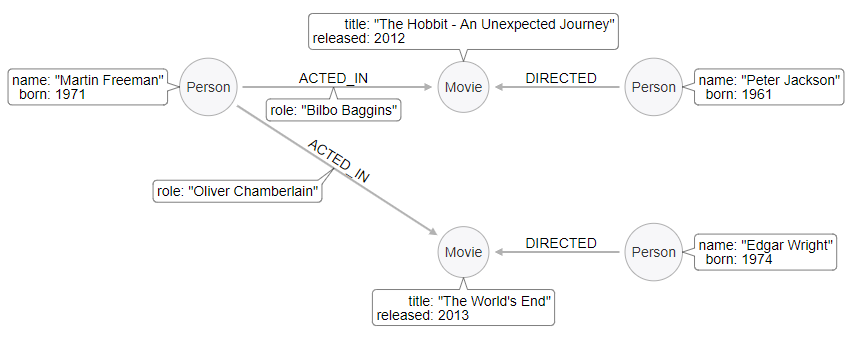 title: "The Hobbit - An Unexpected Journey"
released: 2012
name: "Martin Freeman"
born: 1971
Person
ACTED_IN
role: "Bilbo Baggins"
Movie
DIRECTED
Person
name: "Peter Jackson"
born: 1961
ACTED_IN
role: "Oliver Chamberlain"
Movie
DIRECTED
Person
name: "Edgar Wright"
born: 1974
title: "The World's End"
released: 2013